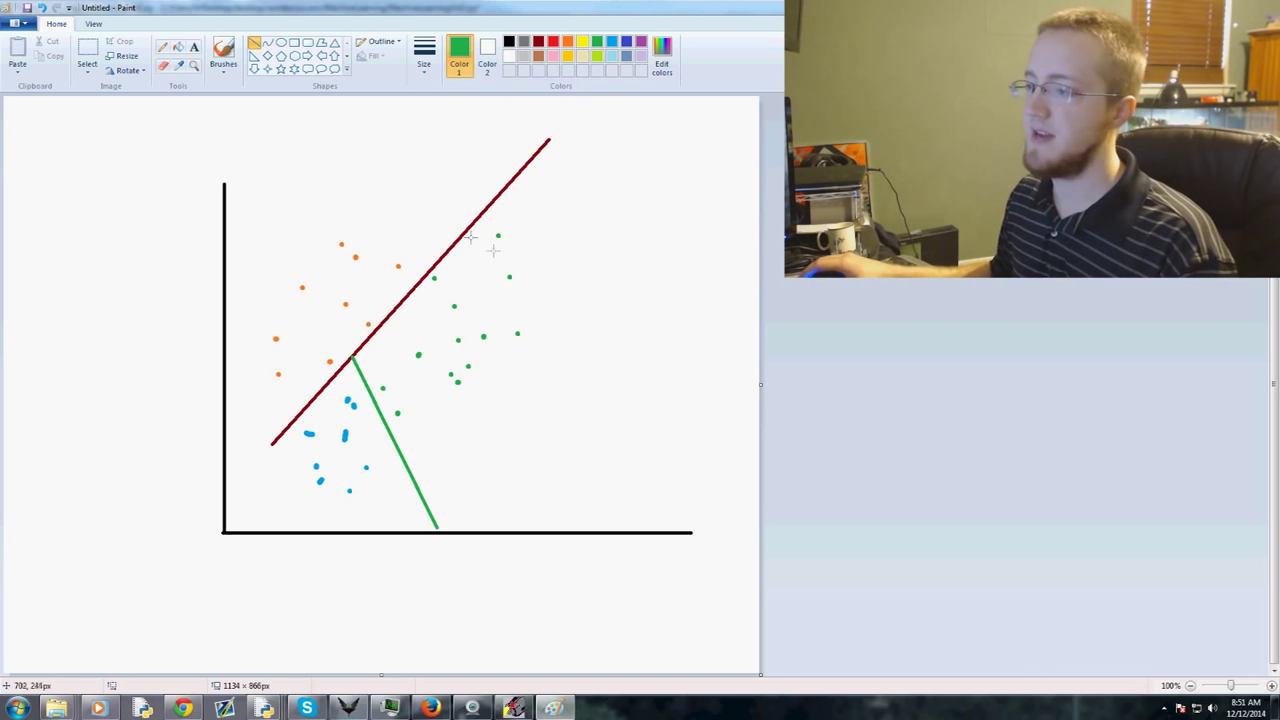 Untitled - Paint
Home
View
Paste
Cut
Copy
Clipboard
Select
Crop
Resize
Rotate
Image
A
Tools
Brushes
Shapes
Outline
Fill
Size
Color
1
Color
2
Edit
colors
Colors
702, 244px
1134 × 866px
100%
8:51 AM
12/12/2014